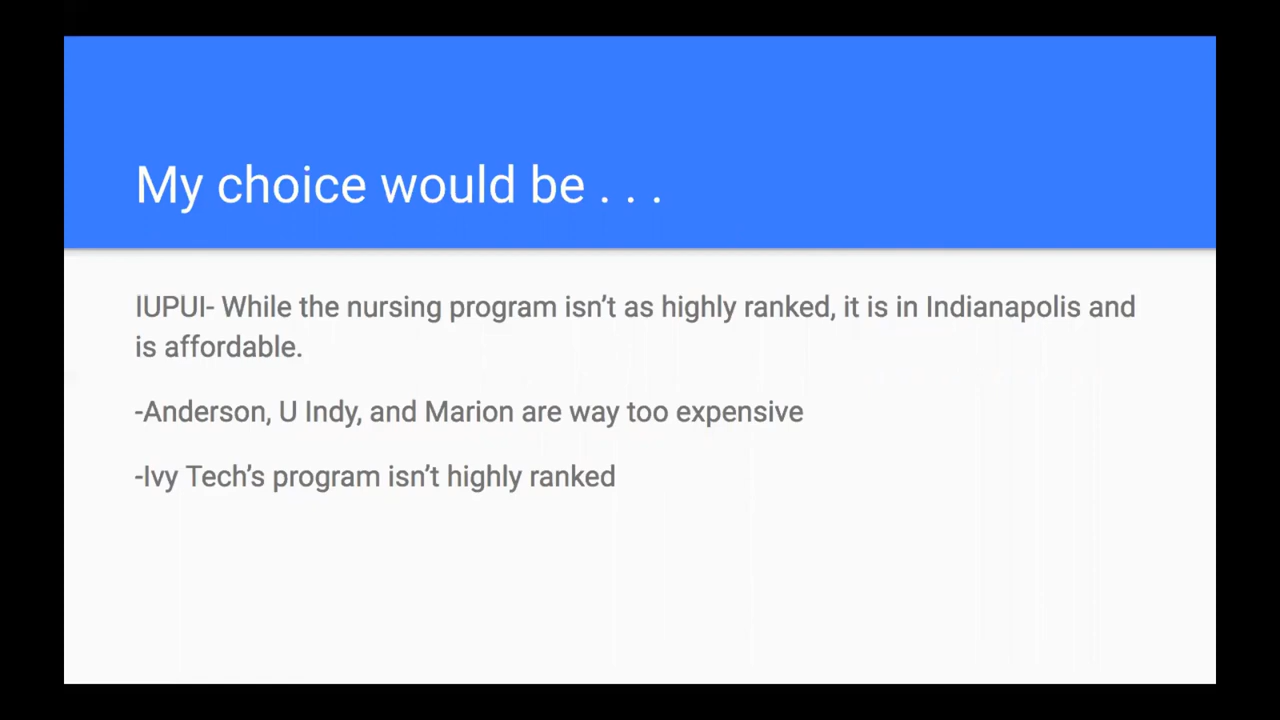 My choice would be . . .
IUPUI- While the nursing program isn’t as highly ranked, it is in Indianapolis and
is affordable.
-Anderson, U Indy, and Marion are way too expensive
-Ivy Tech’s program isn’t highly ranked